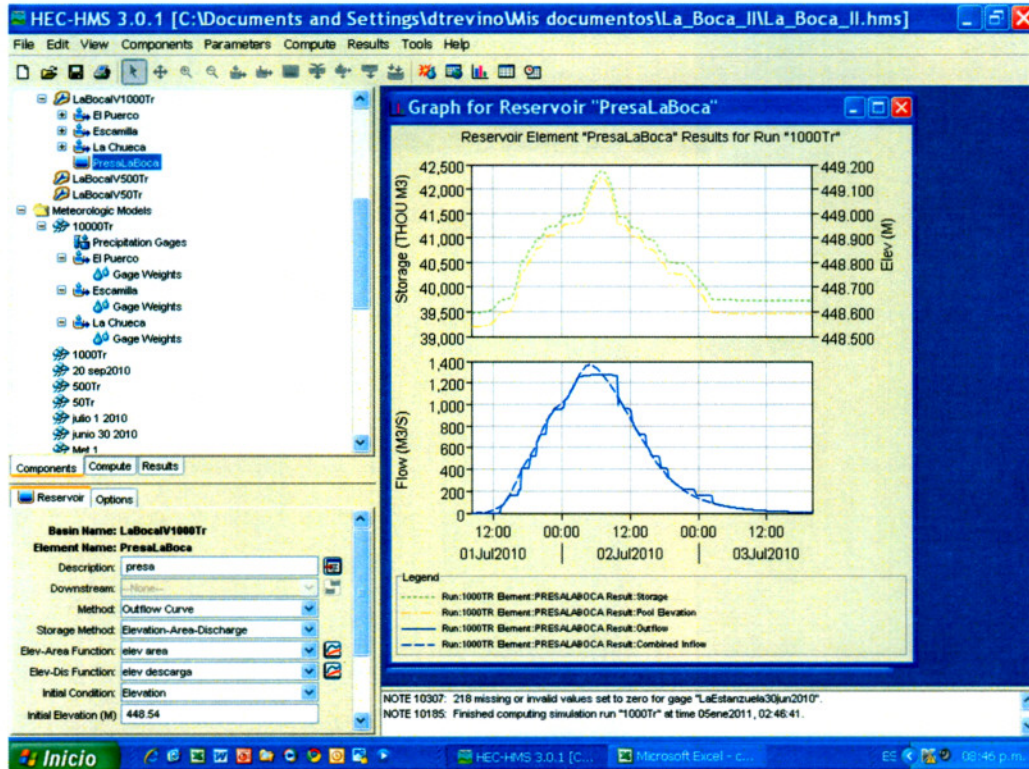 HEC-HMS 3.0.1 [C:\Documents and Settings\dtrevino\Mis documentos\La_Boca_II\La_Boca_II.hms]
File Edit View Components Parameters Compute Results Tools Help
LaBocaIV1000Tr
El Puerco
Escamilla
La Chueca
PresaLaBoca
LaBocaIV500Tr
LaBocaIV50Tr
Meteorologic Models
10000Tr
Precipitation Gages
El Puerco
Gage Weights
Escamilla
Gage Weights
La Chueca
Gage Weights
1000Tr
20 sep2010
500Tr
50Tr
julio 1 2010
junio 30 2010
Met 1
Components Compute Results
Reservoir Options
Basin Name: LaBocaIV1000Tr
Element Name: PresaLaBoca
Description: presa
Downstream: --None--
Method: Outflow Curve
Storage Method: Elevation-Area-Discharge
Elev-Area Function: elev area
Elev-Dis Function: elev descarga
Initial Condition: Elevation
Initial Elevation (M) 448.54
Graph for Reservoir "PresaLaBoca"
Reservoir Element "PresaLaBoca" Results for Run "1000Tr"
Storage (THOU M3)
42,500
42,000
41,500
41,000
40,500
40,000
39,500
39,000
449.200
449.100
449.000
448.900
448.800
448.700
448.600
448.500
Elev (M)
Flow (M3/S)
1,400
1,200
1,000
800
600
400
200
0
12:00 00:00 12:00 00:00 12:00
01Jul2010 | 02Jul2010 | 03Jul2010
Legend
Run:1000TR Element:PRESALABOCA Result:Storage
Run:1000TR Element:PRESALABOCA Result:Pool Elevation
Run:1000TR Element:PRESALABOCA Result:Outflow
Run:1000TR Element:PRESALABOCA Result:Combined Inflow
NOTE 10307: 218 missing or invalid values set to zero for gage "LaEstanzuela30jun2010".
NOTE 10185: Finished computing simulation run "1000Tr" at time 05ene2011, 02:46:41.
Inicio HEC-HMS 3.0.1 [C... Microsoft Excel - c... ES 08:46 p.m.